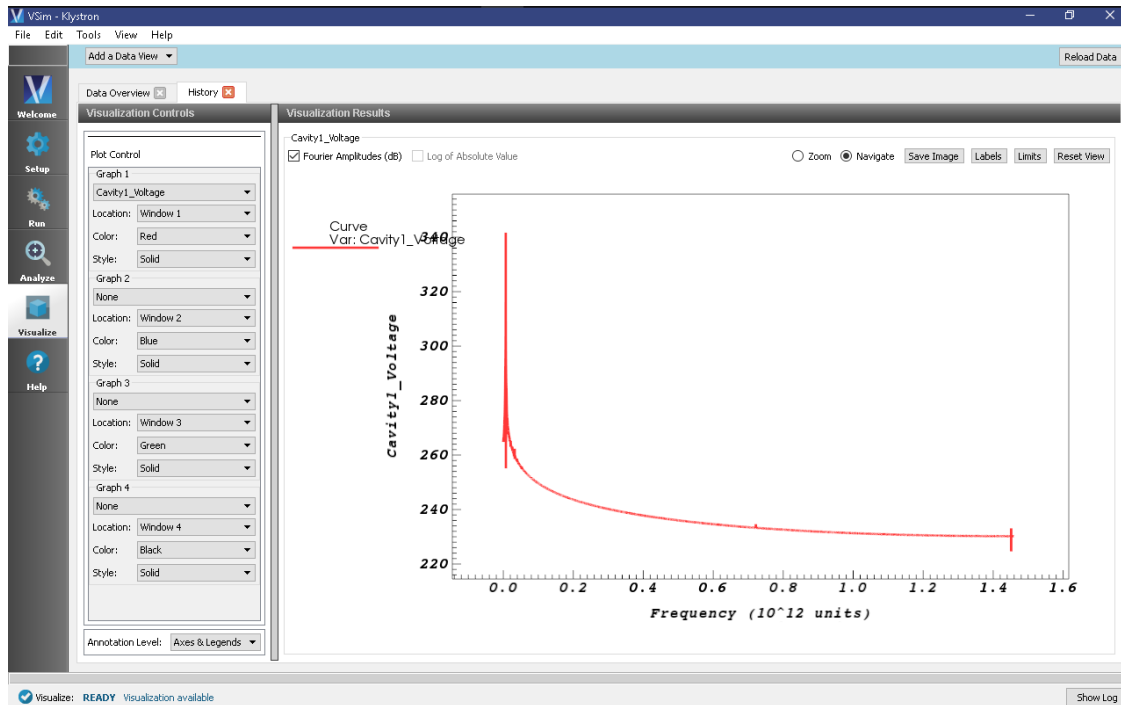 VSim - Klystron
File Edit Tools View Help
Add a Data View
Reload Data
Data Overview
History
Welcome
Setup
Run
Analyze
Visualize
Help
Visualization Controls
Plot Control
Graph 1
Cavity1_Voltage
Location: Window 1
Color: Red
Style: Solid
Graph 2
None
Location: Window 2
Color: Blue
Style: Solid
Graph 3
None
Location: Window 3
Color: Green
Style: Solid
Graph 4
None
Location: Window 4
Color: Black
Style: Solid
Annotation Level: Axes & Legends
Visualization Results
Cavity1_Voltage
Fourier Amplitudes (dB) Log of Absolute Value
Zoom Navigate Save Image Labels Limits Reset View
Curve
Var: Cavity1_Voltage
Cavity1_Voltage
340
320
300
280
260
240
220
0.0 0.2 0.4 0.6 0.8 1.0 1.2 1.4 1.6
Frequency (10^12 units)
Visualize: READY Visualization available
Show Log